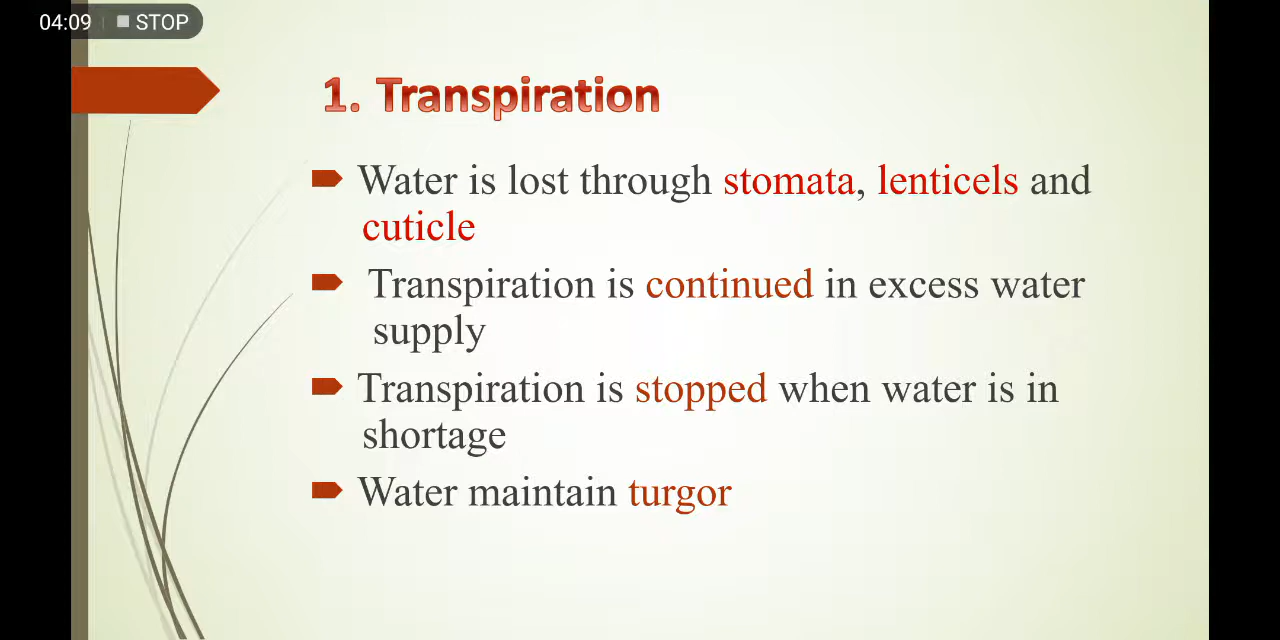 04:09 STOP
1. Transpiration
Water is lost through stomata, lenticels and
cuticle
Transpiration is continued in excess water
supply
Transpiration is stopped when water is in
shortage
Water maintain turgor